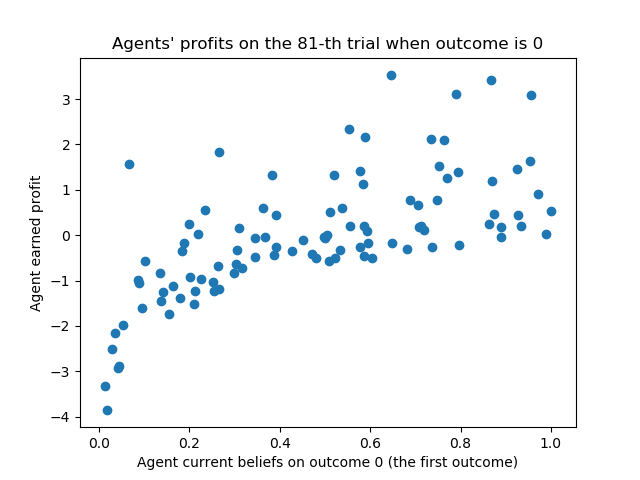 Agents' profits on the 81-th trial when outcome is 0
Agent earned profit
3
2
1
0
−1
−2
−3
−4
0.0 0.2 0.4 0.6 0.8 1.0
Agent current beliefs on outcome 0 (the first outcome)